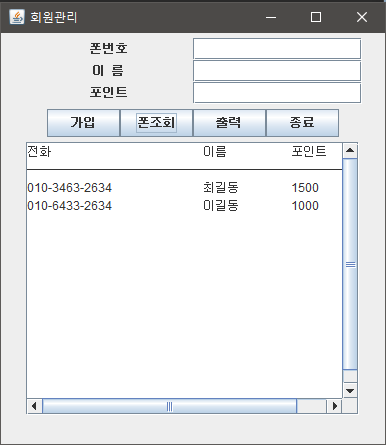 회원관리
폰번호
이 름
포인트
가입 폰조회 출력 종료
전화 이름 포인트
010-3463-2634 최길동 1500
010-6433-2634 이길동 1000